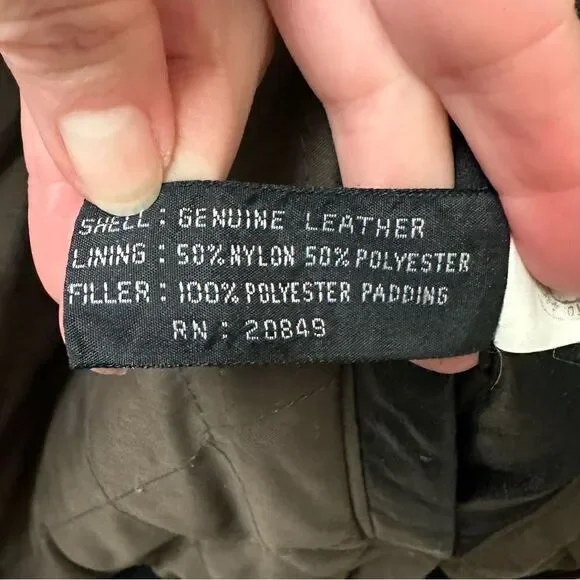 SHELL : GENUINE LEATHER
LINING : 50% NYLON 50% POLYESTER
FILLER : 100% POLYESTER PADDING
RN : 20849